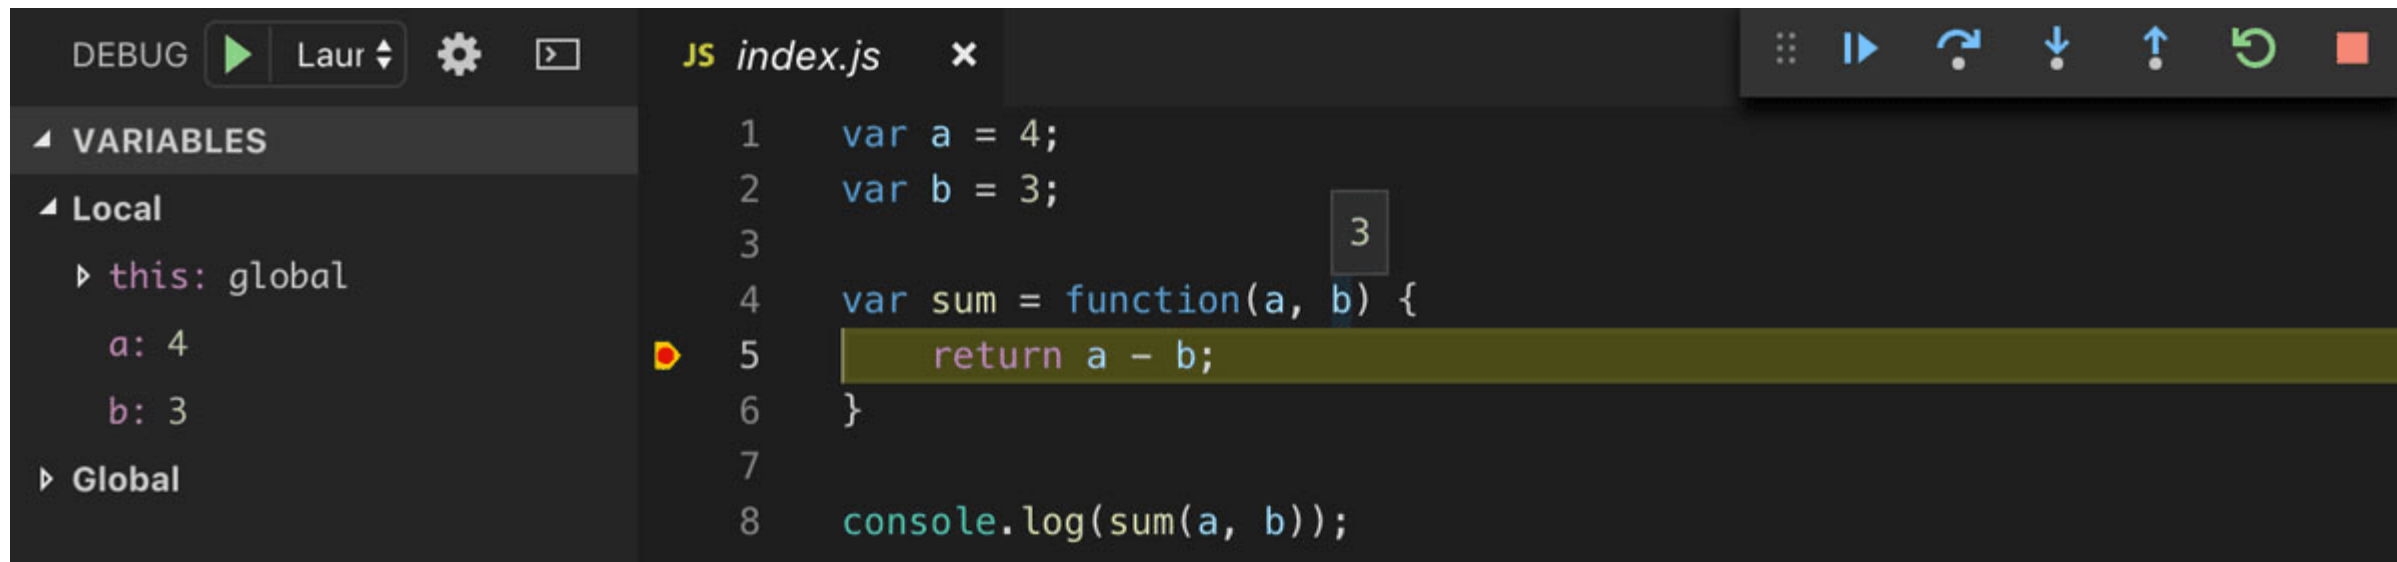 DEBUG Laur
JS index.js
VARIABLES
Local
this: global
a: 4
b: 3
Global
1 var a = 4;
2 var b = 3;
3
3
4 var sum = function(a, b) {
5 return a - b;
6 }
7
8 console.log(sum(a, b));